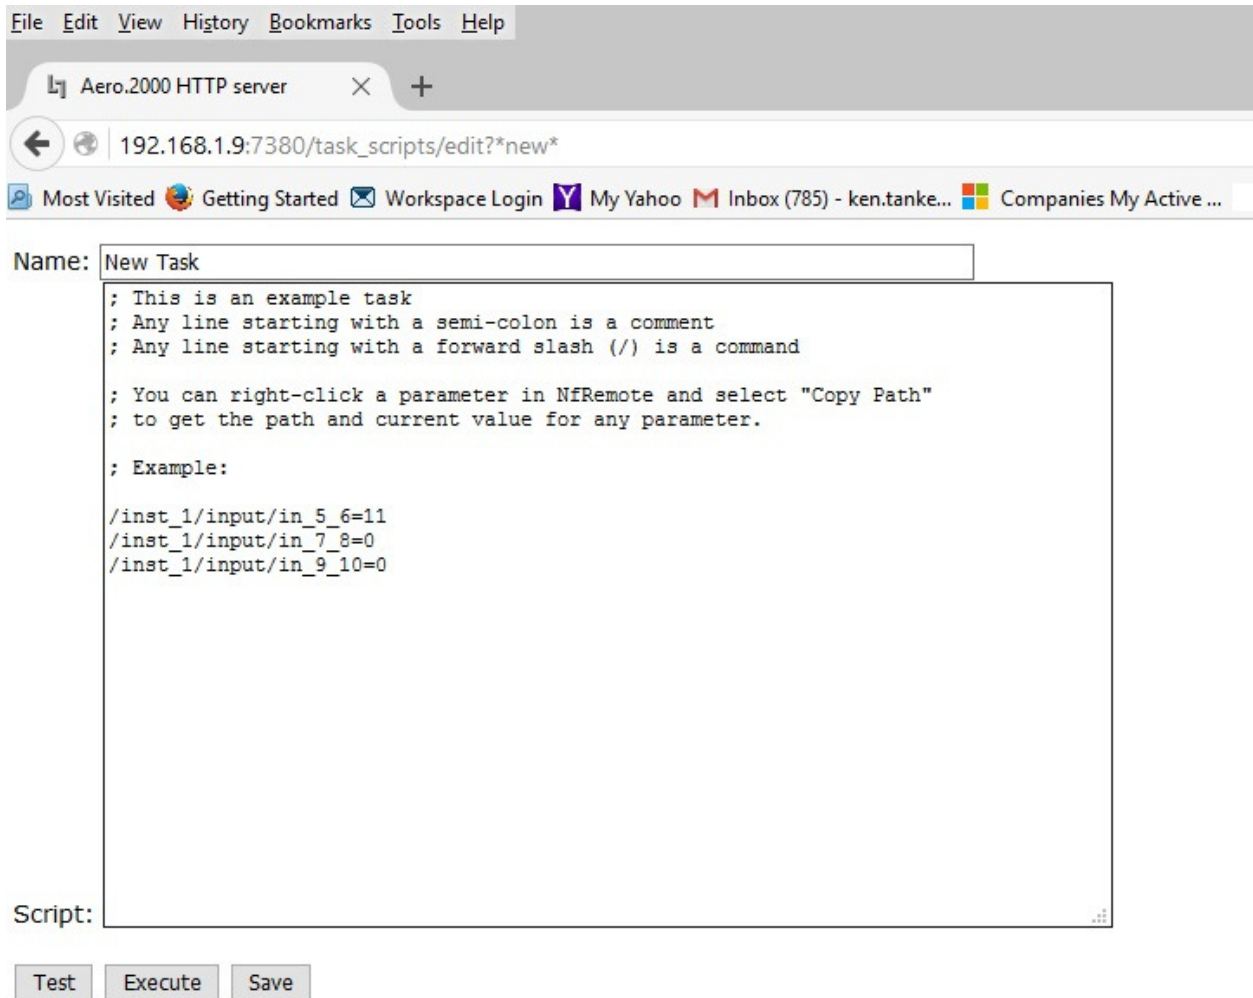 File Edit View History Bookmarks Tools Help
Aero.2000 HTTP server
192.168.1.9:7380/task_scripts/edit?*new*
Most Visited Getting Started Workspace Login My Yahoo Inbox (785) - ken.tanke... Companies My Active ...
Name: New Task
; This is an example task
; Any line starting with a semi-colon is a comment
; Any line starting with a forward slash (/) is a command
; You can right-click a parameter in NfRemote and select "Copy Path"
; to get the path and current value for any parameter.
; Example:
/inst_1/input/in_5_6=11
/inst_1/input/in_7_8=0
/inst_1/input/in_9_10=0
Script:
Test Execute Save